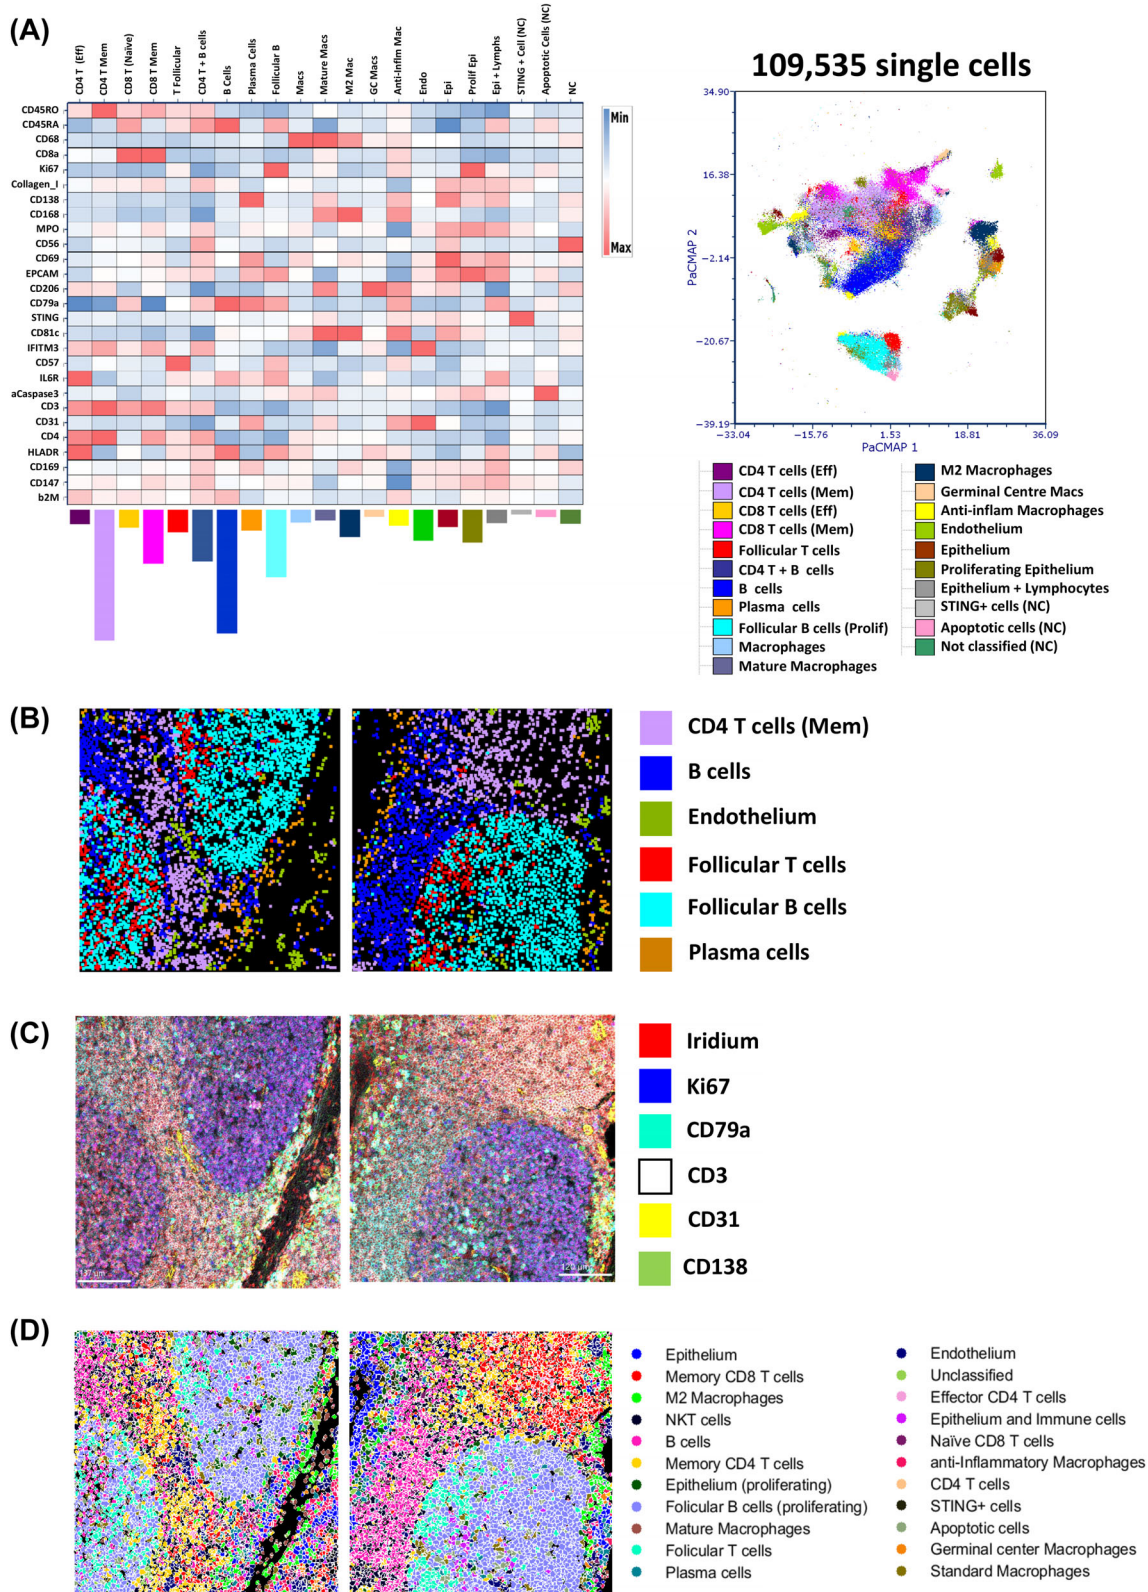 (A)
CD4 T (Eff)
CD4 T Mem
CD8 T (Naïve)
CD8 T Mem
T Follicular
CD4 T + B cells
B Cells
Plasma Cells
Follicular B
Macs
Mature Macs
M2 Mac
GC Macs
Anti-Inflm Mac
Endo
Epi
Prolif Epi
Epi + Lymphs
STING + Cell (NC)
Apoptotic Cells (NC)
NC
CD45RO
CD45RA
CD68
CD8a
Ki67
Collagen_I
CD138
CD168
MPO
CD56
CD69
EPCAM
CD206
CD79a
STING
CD81c
IFITM3
CD57
IL6R
aCaspase3
CD3
CD31
CD4
HLADR
CD169
CD147
b2M
Min
Max
109,535 single cells
34.90
16.38
−2.14
−20.67
−39.19
−33.04
−15.76
1.53
18.81
36.09
PaCMAP 1
PaCMAP 2
CD4 T cells (Eff)
CD4 T cells (Mem)
CD8 T cells (Eff)
CD8 T cells (Mem)
Follicular T cells
CD4 T + B cells
B cells
Plasma cells
Follicular B cells (Prolif)
Macrophages
Mature Macrophages
M2 Macrophages
Germinal Centre Macs
Anti-inflam Macrophages
Endothelium
Epithelium
Proliferating Epithelium
Epithelium + Lymphocytes
STING+ cells (NC)
Apoptotic cells (NC)
Not classified (NC)
(B)
CD4 T cells (Mem)
B cells
Endothelium
Follicular T cells
Follicular B cells
Plasma cells
(C)
137 um
120 um
Iridium
Ki67
CD79a
CD3
CD31
CD138
(D)
Epithelium
Memory CD8 T cells
M2 Macrophages
NKT cells
B cells
Memory CD4 T cells
Epithelium (proliferating)
Folicular B cells (proliferating)
Mature Macrophages
Folicular T cells
Plasma cells
Endothelium
Unclassified
Effector CD4 T cells
Epithelium and Immune cells
Naïve CD8 T cells
anti-Inflammatory Macrophages
CD4 T cells
STING+ cells
Apoptotic cells
Germinal center Macrophages
Standard Macrophages